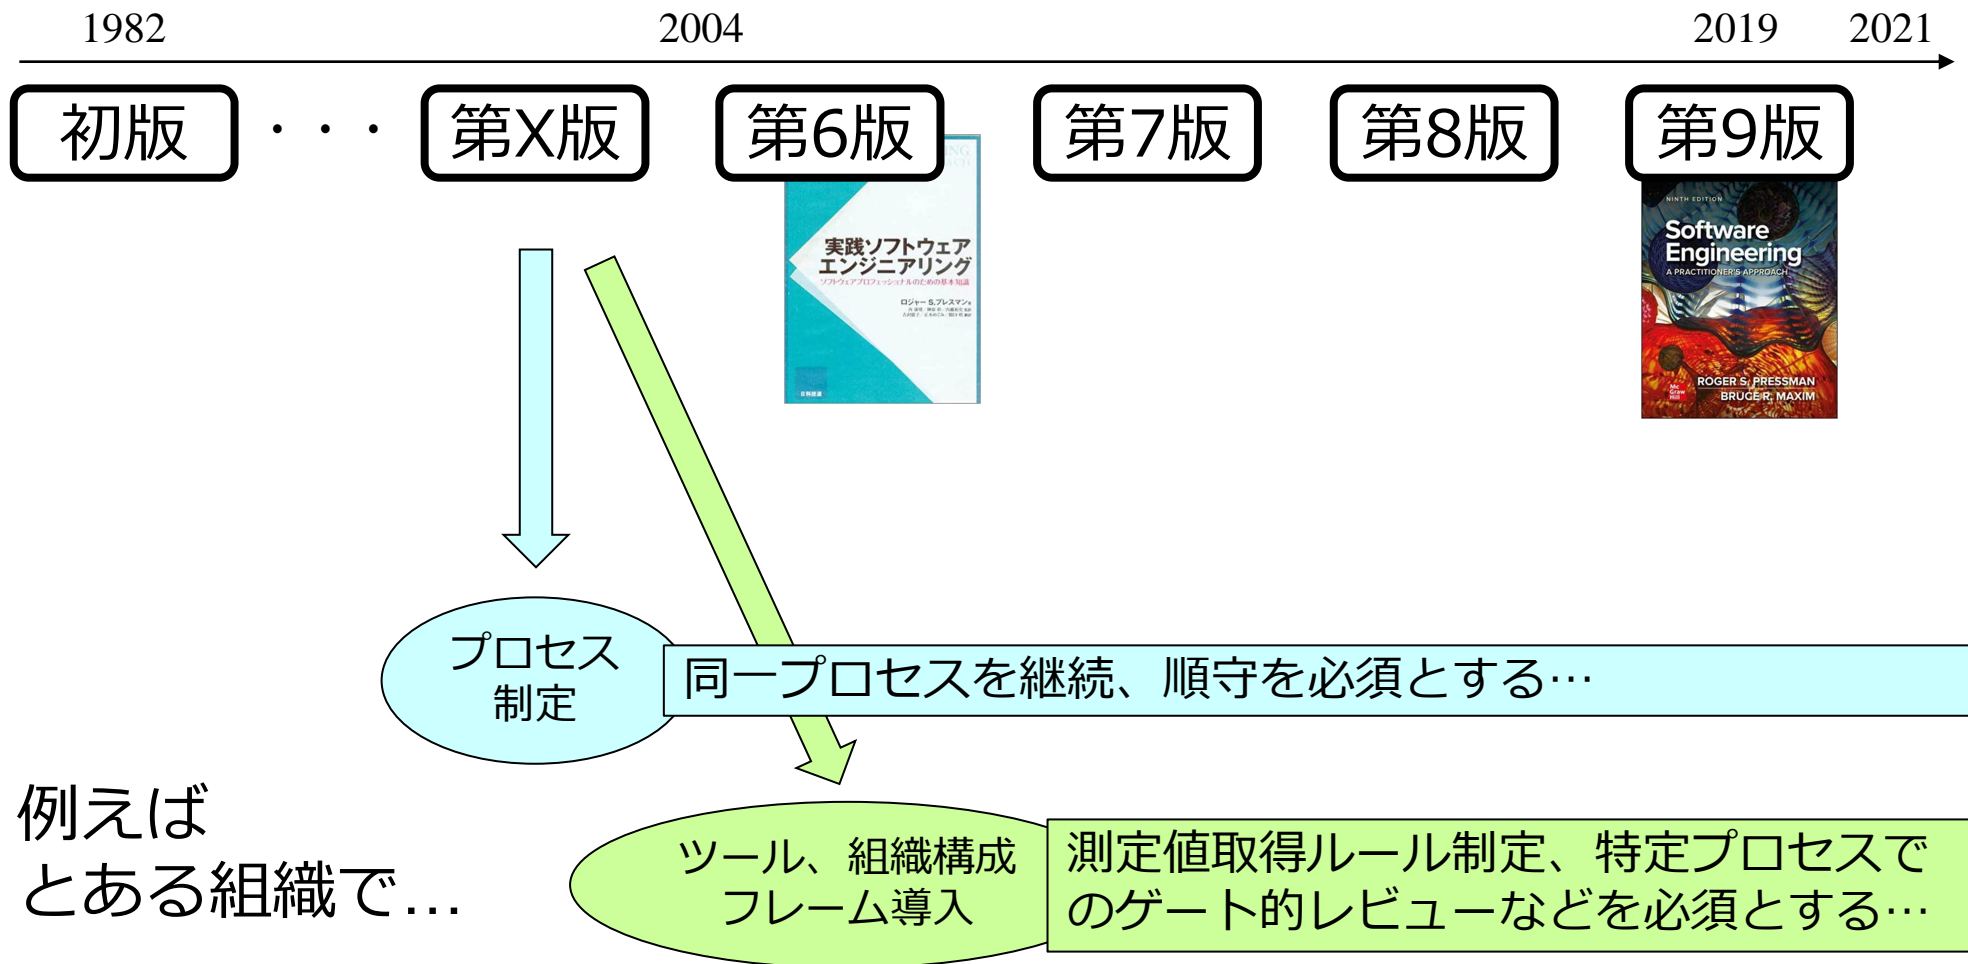 1982 2004 2019 2021
初版 ・・・ 第X版 第6版 第7版 第8版 第9版
実践ソフトウェア
エンジニアリング
ソフトウェアプロフェッショナルのための基本知識
ロジャー S.プレスマン著
日科技連
NINTH EDITION
Software
Engineering
A PRACTITIONER'S APPROACH
Mc
Graw
Hill
ROGER S. PRESSMAN
BRUCE R. MAXIM
プロセス
制定
同一プロセスを継続、順守を必須とする…
例えば
とある組織で…
ツール、組織構成
フレーム導入
測定値取得ルール制定、特定プロセスで
のゲート的レビューなどを必須とする…